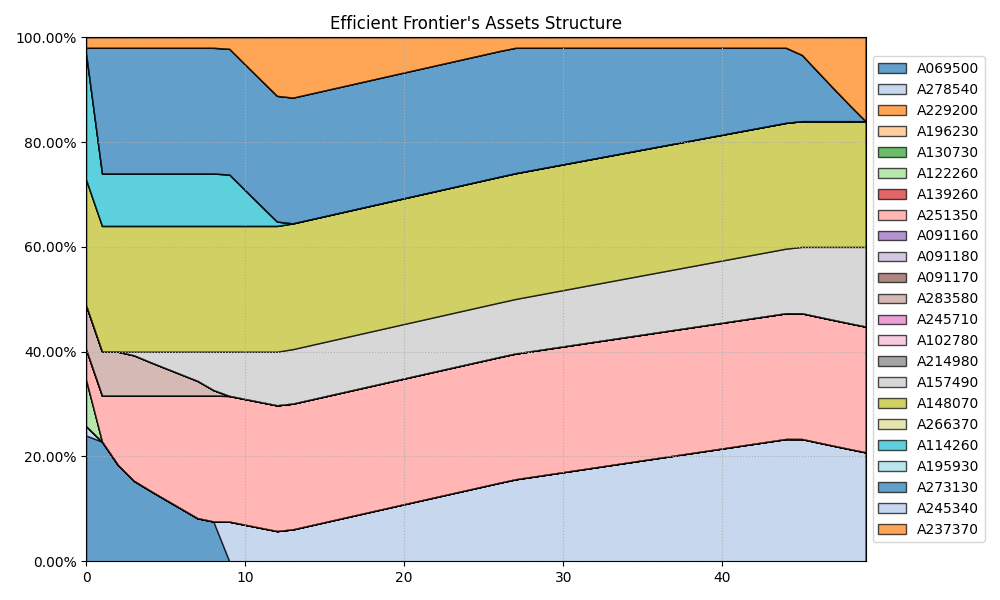 Efficient Frontier's Assets Structure
100.00%
80.00%
60.00%
40.00%
20.00%
0.00%
0
10
20
30
40
A069500
A278540
A229200
A196230
A130730
A122260
A139260
A251350
A091160
A091180
A091170
A283580
A245710
A102780
A214980
A157490
A148070
A266370
A114260
A195930
A273130
A245340
A237370